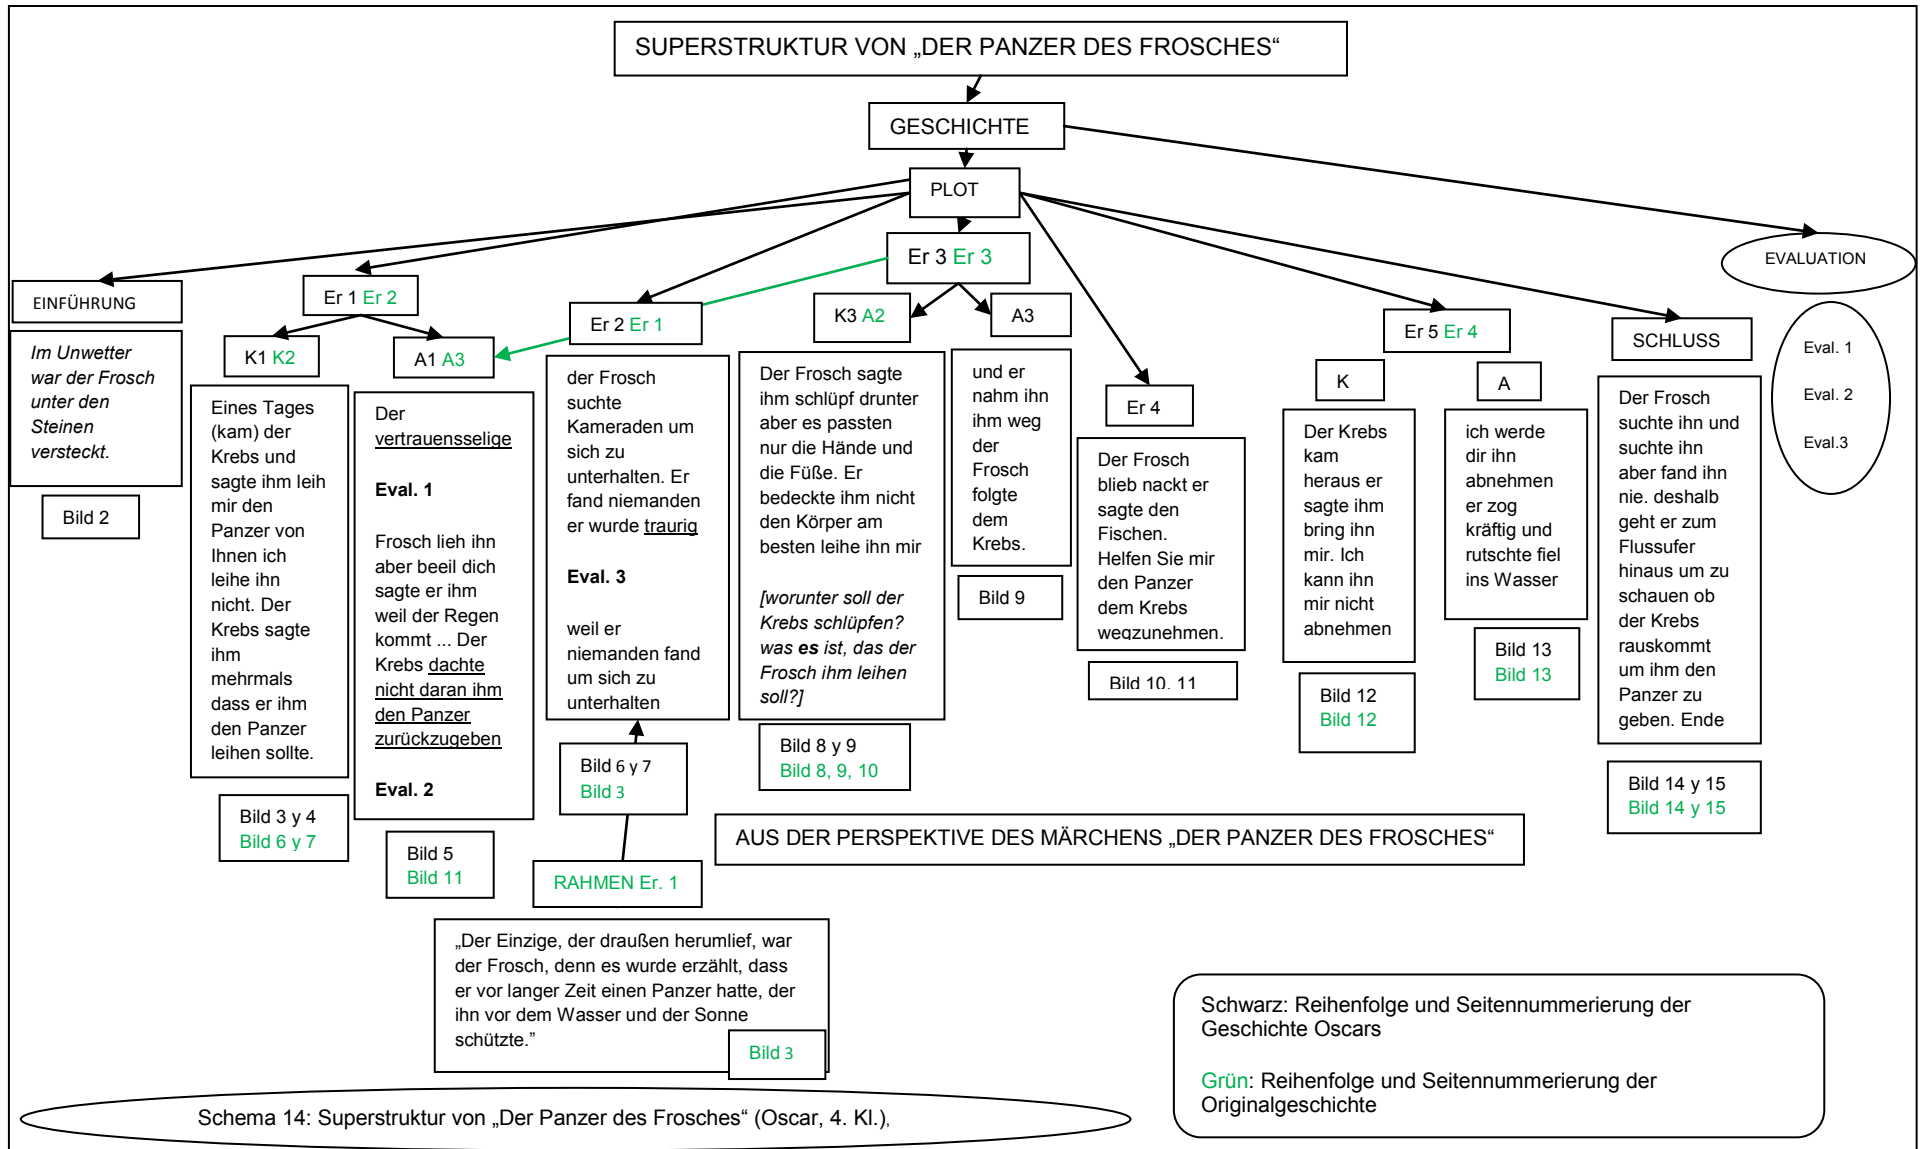 SUPERSTRUKTUR VON „DER PANZER DES FROSCHES“
GESCHICHTE
PLOT
EINFÜHRUNG
Im Unwetter
war der Frosch
unter den
Steinen
versteckt.
Bild 2
Er 1 Er 2
K1 K2
Eines Tages
(kam) der
Krebs und
sagte ihm leih
mir den
Panzer von
Ihnen ich
leihe ihn
nicht. Der
Krebs sagte
ihm
mehrmals
dass er ihm
den Panzer
leihen sollte.
Bild 3 y 4
Bild 6 y 7
A1 A3
Der
vertrauensselige
Eval. 1
Frosch lieh ihn
aber beeil dich
sagte er ihm
weil der Regen
kommt ... Der
Krebs dachte
nicht daran ihm
den Panzer
zurückzugeben
Eval. 2
Bild 5
Bild 11
Er 2 Er 1
der Frosch
suchte
Kameraden um
sich zu
unterhalten. Er
fand niemanden
er wurde traurig
Eval. 3
weil er
niemanden fand
um sich zu
unterhalten
Bild 6 y 7
Bild 3
RAHMEN Er. 1
„Der Einzige, der draußen herumlief, war
der Frosch, denn es wurde erzählt, dass
er vor langer Zeit einen Panzer hatte, der
ihn vor dem Wasser und der Sonne
schützte.”
Bild 3
Er 3 Er 3
K3 A2
Der Frosch sagte
ihm schlüpf drunter
aber es passten
nur die Hände und
die Füße. Er
bedeckte ihm nicht
den Körper am
besten leihe ihn mir
[worunter soll der
Krebs schlüpfen?
was es ist, das der
Frosch ihm leihen
soll?]
Bild 8 y 9
Bild 8, 9, 10
A3
und er
nahm ihn
ihm weg
der
Frosch
folgte
dem
Krebs.
Bild 9
Er 4
Der Frosch
blieb nackt er
sagte den
Fischen.
Helfen Sie mir
den Panzer
dem Krebs
wegzunehmen.
Bild 10, 11
Er 5 Er 4
K
Der Krebs
kam
heraus er
sagte ihm
bring ihn
mir. Ich
kann ihn
mir nicht
abnehmen
Bild 12
Bild 12
A
ich werde
dir ihn
abnehmen
er zog
kräftig und
rutschte fiel
ins Wasser
Bild 13
Bild 13
SCHLUSS
Der Frosch
suchte ihn und
suchte ihn
aber fand ihn
nie. deshalb
geht er zum
Flussufer
hinaus um zu
schauen ob
der Krebs
rauskommt
um ihm den
Panzer zu
geben. Ende
Bild 14 y 15
Bild 14 y 15
EVALUATION
Eval. 1
Eval. 2
Eval.3
AUS DER PERSPEKTIVE DES MÄRCHENS „DER PANZER DES FROSCHES“
Schwarz: Reihenfolge und Seitennummerierung der
Geschichte Oscars
Grün: Reihenfolge und Seitennummerierung der
Originalgeschichte
Schema 14: Superstruktur von „Der Panzer des Frosches“ (Oscar, 4. Kl.),